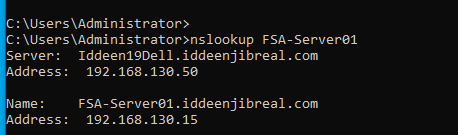 C:\Users\Administrator>
C:\Users\Administrator>nslookup FSA-Server01
Server:  Iddeen19Dell.iddeenjibreal.com
Address:  192.168.130.50
Name:    FSA-Server01.iddeenjibreal.com
Address:  192.168.130.15